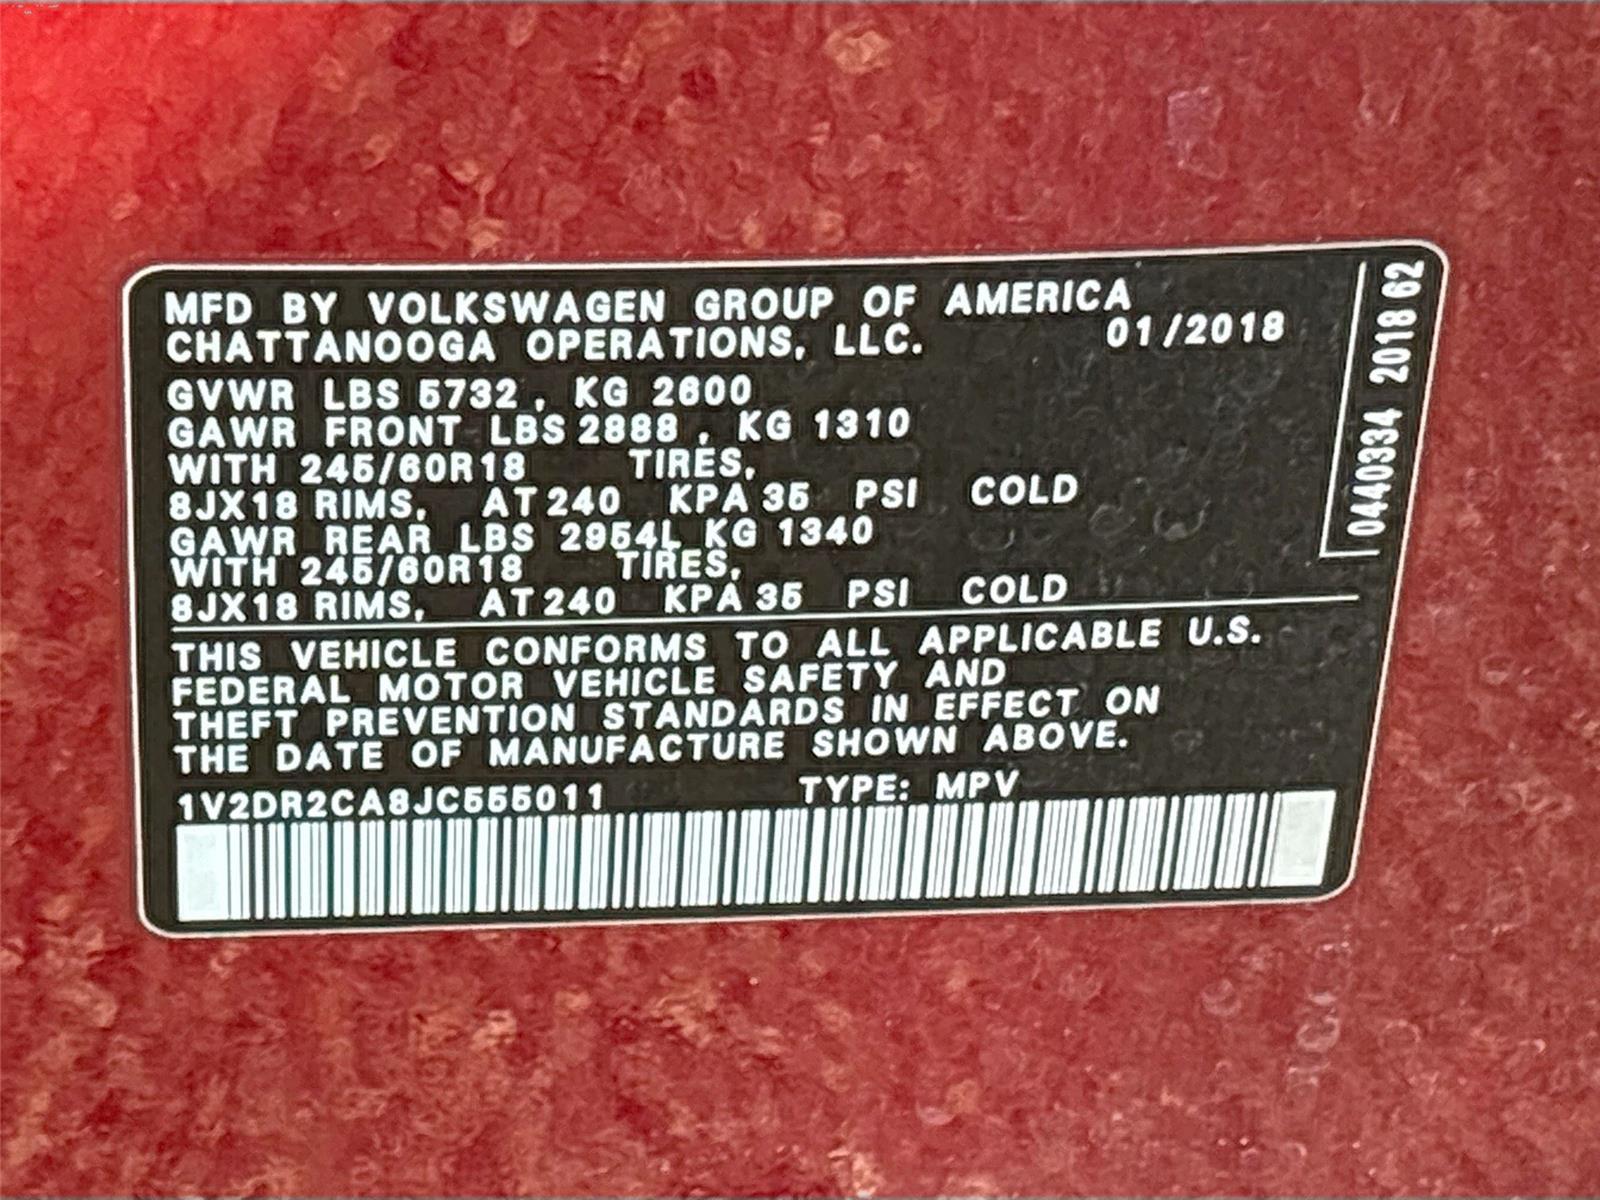 MFD BY VOLKSWAGEN GROUP OF AMERICA
CHATTANOOGA OPERATIONS, LLC. 01/2018
GVWR LBS 5732, KG 2600
GAWR FRONT LBS 2888, KG 1310
WITH 245/60R18 TIRES,
8JX18 RIMS, AT 240 KPA 35 PSI COLD
GAWR REAR LBS 2954L KG 1340
WITH 245/60R18 TIRES,
8JX18 RIMS, AT 240 KPA 35 PSI COLD
THIS VEHICLE CONFORMS TO ALL APPLICABLE U.S.
FEDERAL MOTOR VEHICLE SAFETY AND
THEFT PREVENTION STANDARDS IN EFFECT ON
THE DATE OF MANUFACTURE SHOWN ABOVE.
1V2DR2CA8JC555011 TYPE: MPV
0440334 2018 62